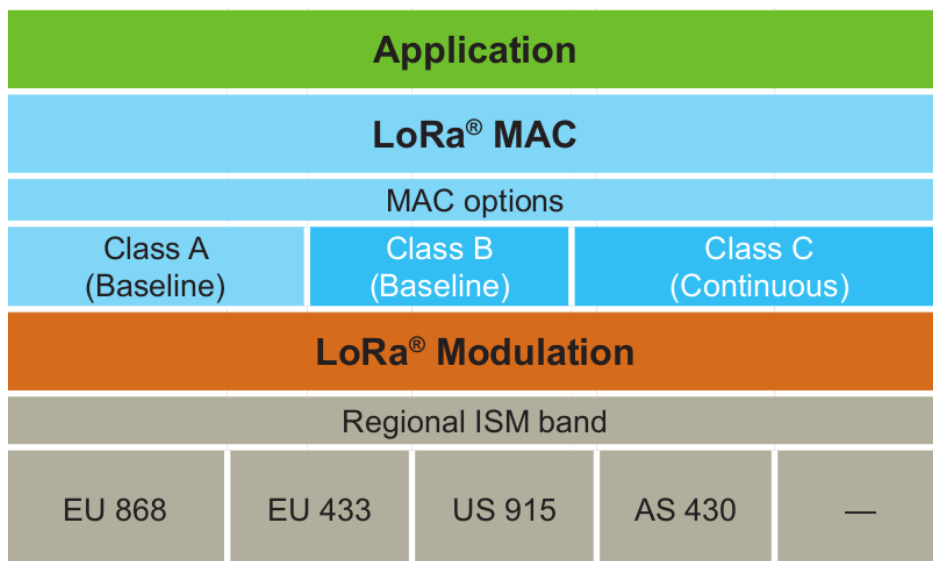 Application
LoRa® MAC
MAC options
Class A
(Baseline)
Class B
(Baseline)
Class C
(Continuous)
LoRa® Modulation
Regional ISM band
EU 868
EU 433
US 915
AS 430
—